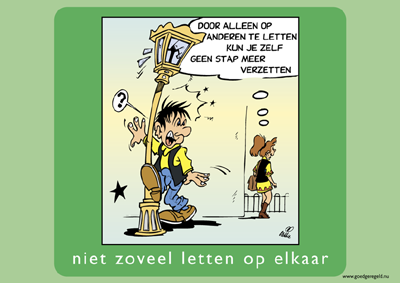 DOOR ALLEEN OP
ANDEREN TE LETTEN
KUN JE ZELF
GEEN STAP MEER
VERZETTEN
?
niet zoveel letten op elkaar
www.goedgeregeld.nu